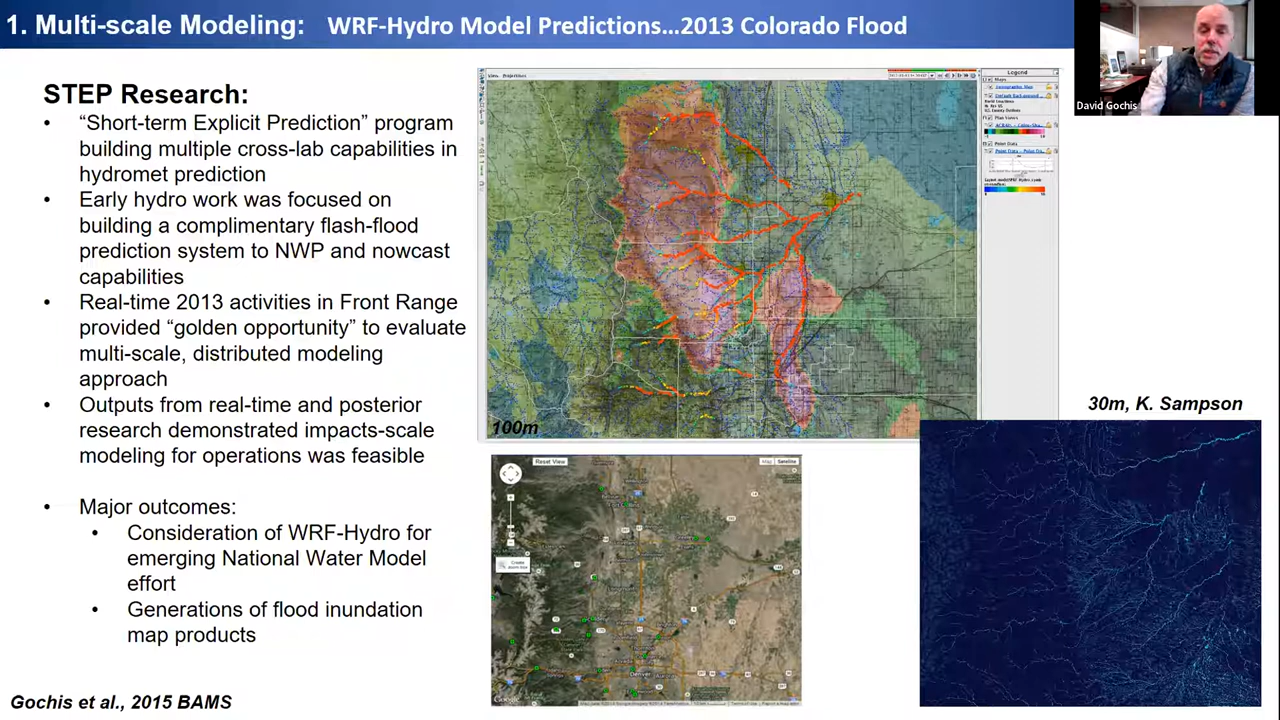 1. Multi-scale Modeling: WRF-Hydro Model Predictions…2013 Colorado Flood
David Gochis
STEP Research:
• “Short-term Explicit Prediction” program
building multiple cross-lab capabilities in
hydromet prediction
• Early hydro work was focused on
building a complimentary flash-flood
prediction system to NWP and nowcast
capabilities
• Real-time 2013 activities in Front Range
provided “golden opportunity” to evaluate
multi-scale, distributed modeling
approach
• Outputs from real-time and posterior
research demonstrated impacts-scale
modeling for operations was feasible
• Major outcomes:
• Consideration of WRF-Hydro for
emerging National Water Model
effort
• Generations of flood inundation
map products
Gochis et al., 2015 BAMS
Legend
Maps
100m
30m, K. Sampson
Reset View
Map Satellite
Denver
Aurora
Google